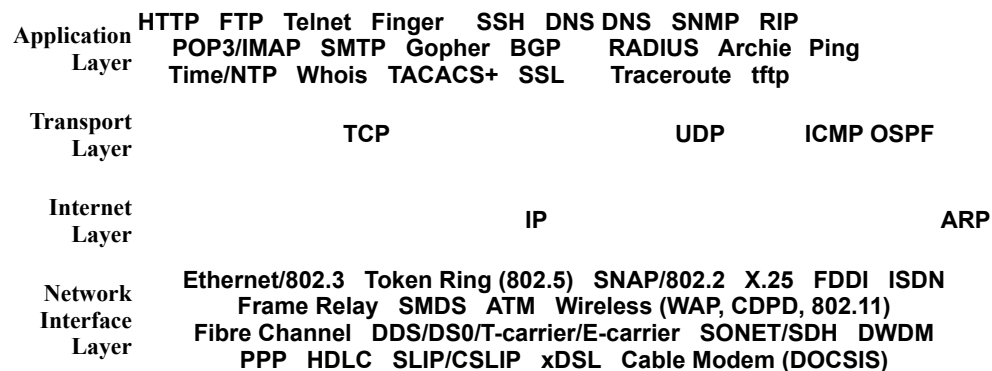 Application Layer
HTTP FTP Telnet Finger SSH DNS DNS SNMP RIP
POP3/IMAP SMTP Gopher BGP RADIUS Archie Ping
Time/NTP Whois TACACS+ SSL Traceroute tftp
Transport Layer
TCP UDP ICMP OSPF
Internet Layer
IP ARP
Network Interface Layer
Ethernet/802.3 Token Ring (802.5) SNAP/802.2 X.25 FDDI ISDN
Frame Relay SMDS ATM Wireless (WAP, CDPD, 802.11)
Fibre Channel DDS/DS0/T-carrier/E-carrier SONET/SDH DWDM
PPP HDLC SLIP/CSLIP xDSL Cable Modem (DOCSIS)